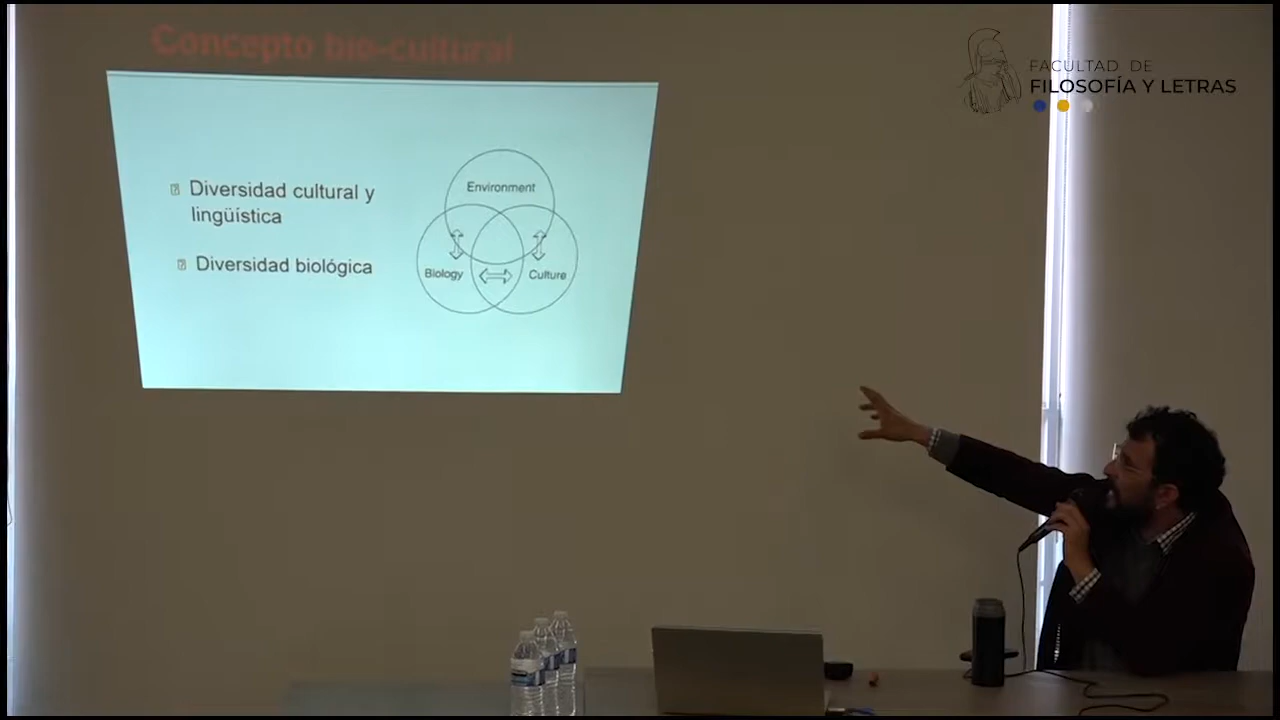 Concepto bio-cultural
FACULTAD DE
FILOSOFÍA Y LETRAS
Diversidad cultural y
lingüística
Diversidad biológica
Environment
Biology
Culture